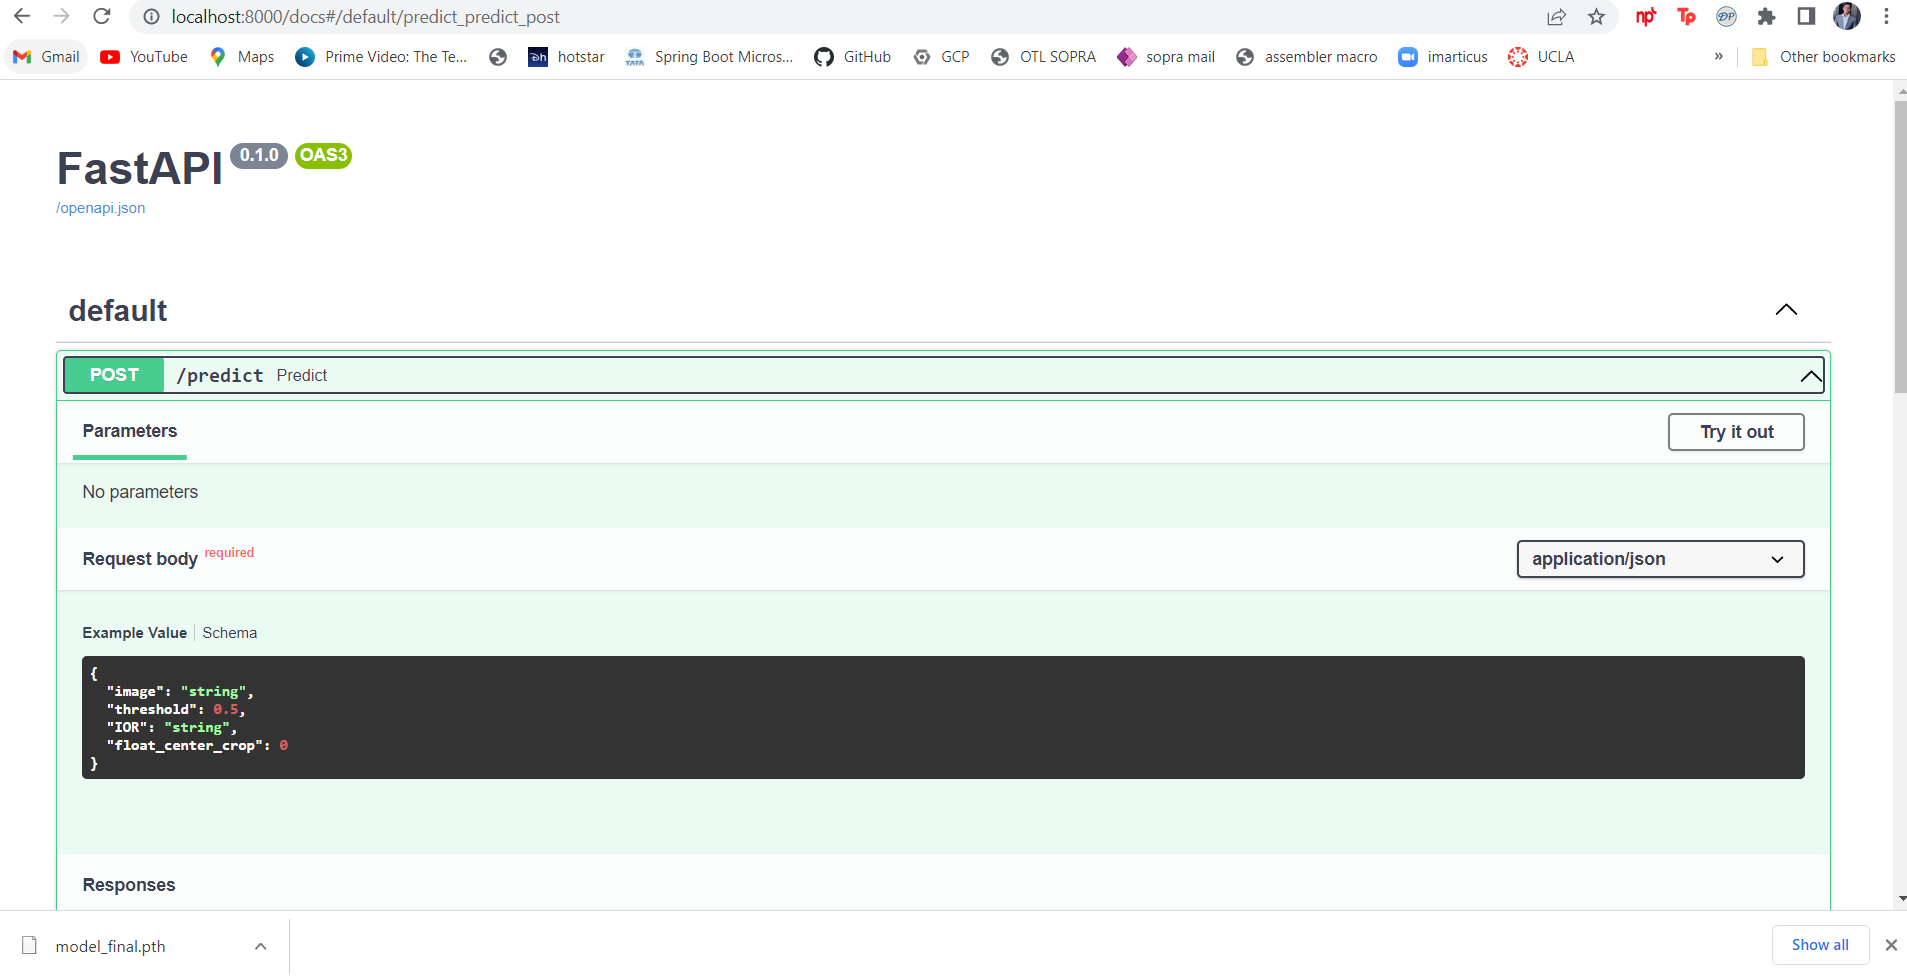 localhost:8000/docs#/default/predict_predict_post
Gmail YouTube Maps Prime Video: The Te... hotstar Spring Boot Micros... GitHub GCP OTL SOPRA sopra mail assembler macro imarticus UCLA » Other bookmarks
FastAPI 0.1.0 OAS3
/openapi.json
default
POST /predict Predict
Parameters Try it out
No parameters
Request body required application/json
Example Value Schema
{
"image": "string",
"threshold": 0.5,
"IOR": "string",
"float_center_crop": 0
}
Responses
model_final.pth Show all